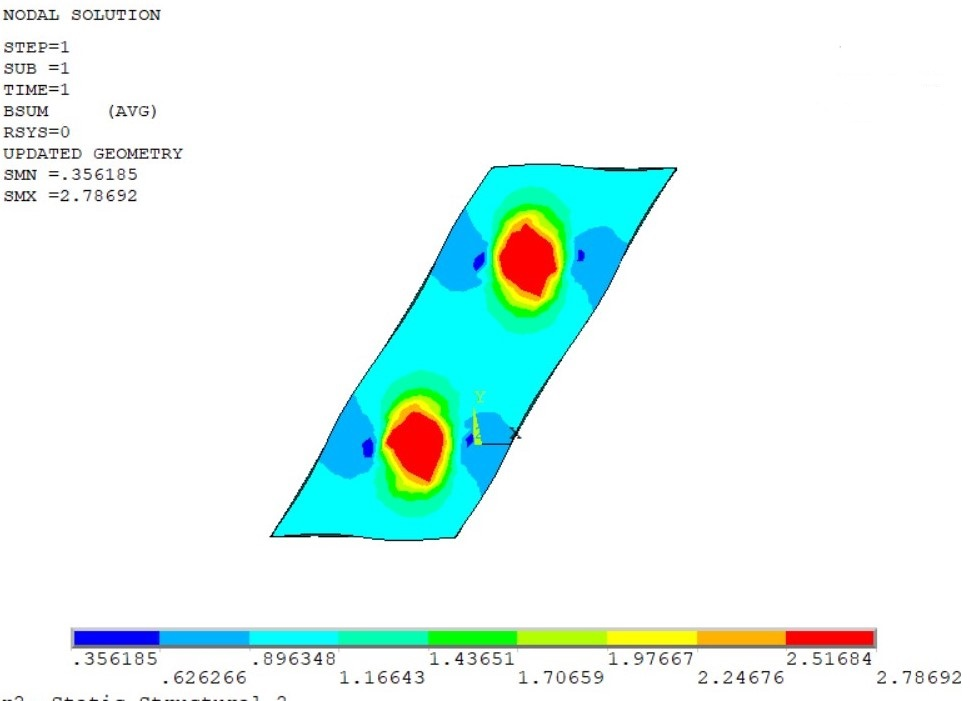 NODAL SOLUTION
STEP=1
SUB =1
TIME=1
BSUM (AVG)
RSYS=0
UPDATED GEOMETRY
SMN =.356185
SMX =2.78692
Y
X
.356185 .896348 1.43651 1.97667 2.51684
.626266 1.16643 1.70659 2.24676 2.78692
Static Structural